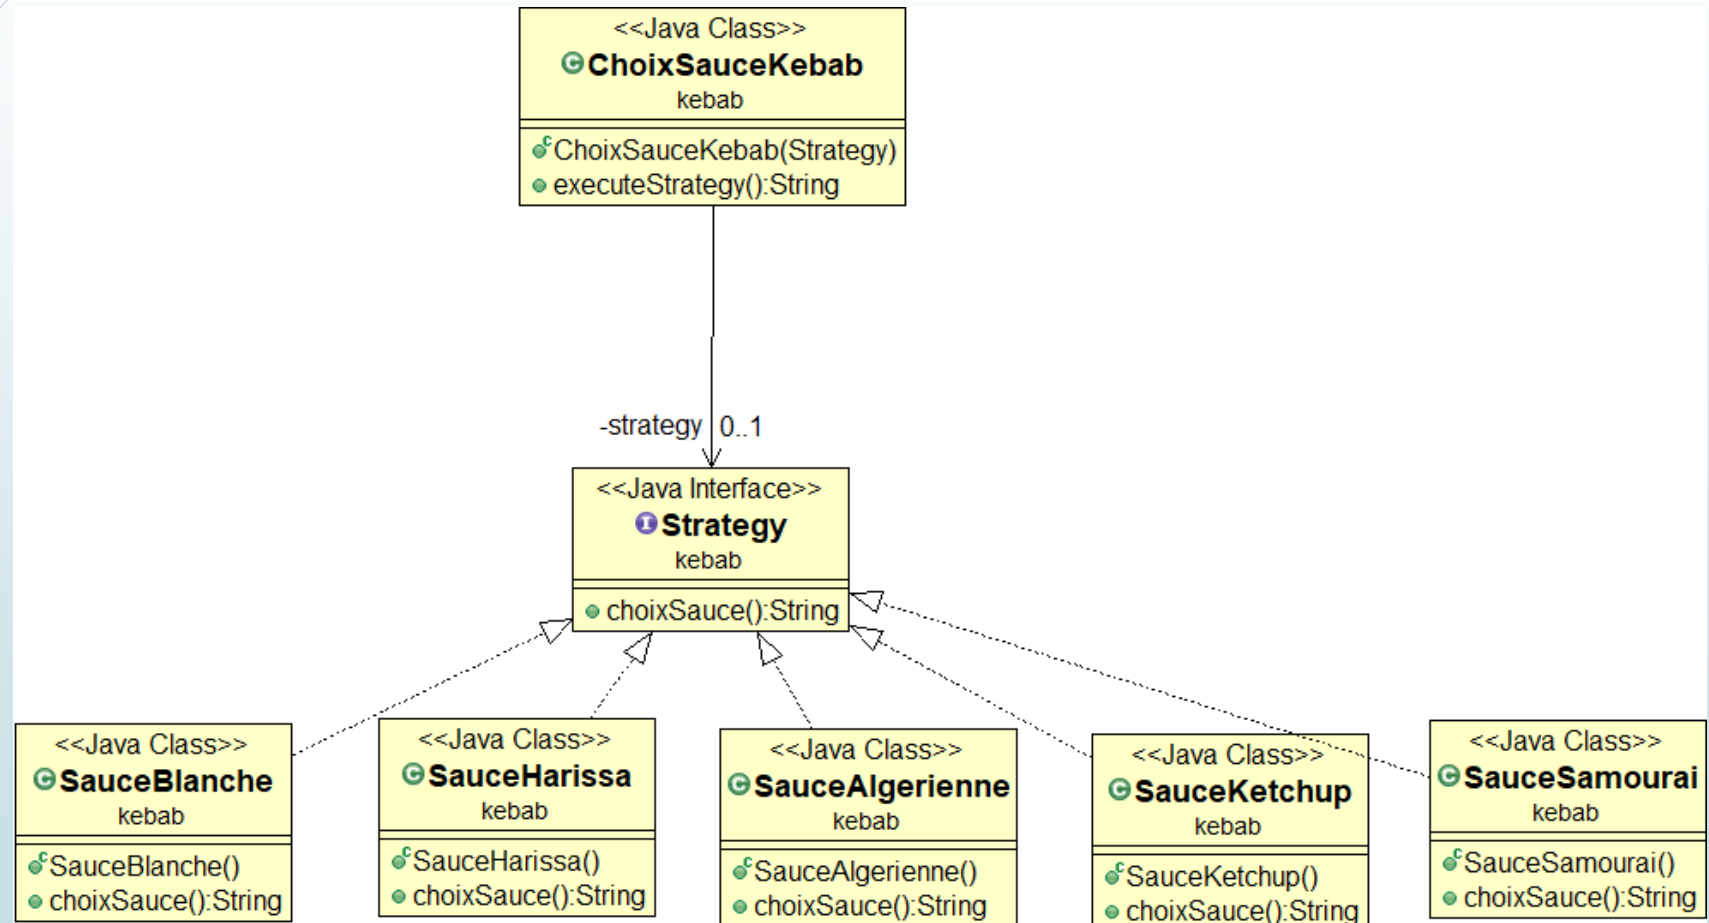 <<Java Class>>
ChoixSauceKebab
kebab
ChoixSauceKebab(Strategy)
executeStrategy():String
-strategy 0..1
<<Java Interface>>
Strategy
kebab
choixSauce():String
<<Java Class>>
SauceBlanche
kebab
SauceBlanche()
choixSauce():String
<<Java Class>>
SauceHarissa
kebab
SauceHarissa()
choixSauce():String
<<Java Class>>
SauceAlgerienne
kebab
SauceAlgerienne()
choixSauce():String
<<Java Class>>
SauceKetchup
kebab
SauceKetchup()
choixSauce():String
<<Java Class>>
SauceSamourai
kebab
SauceSamourai()
choixSauce():String